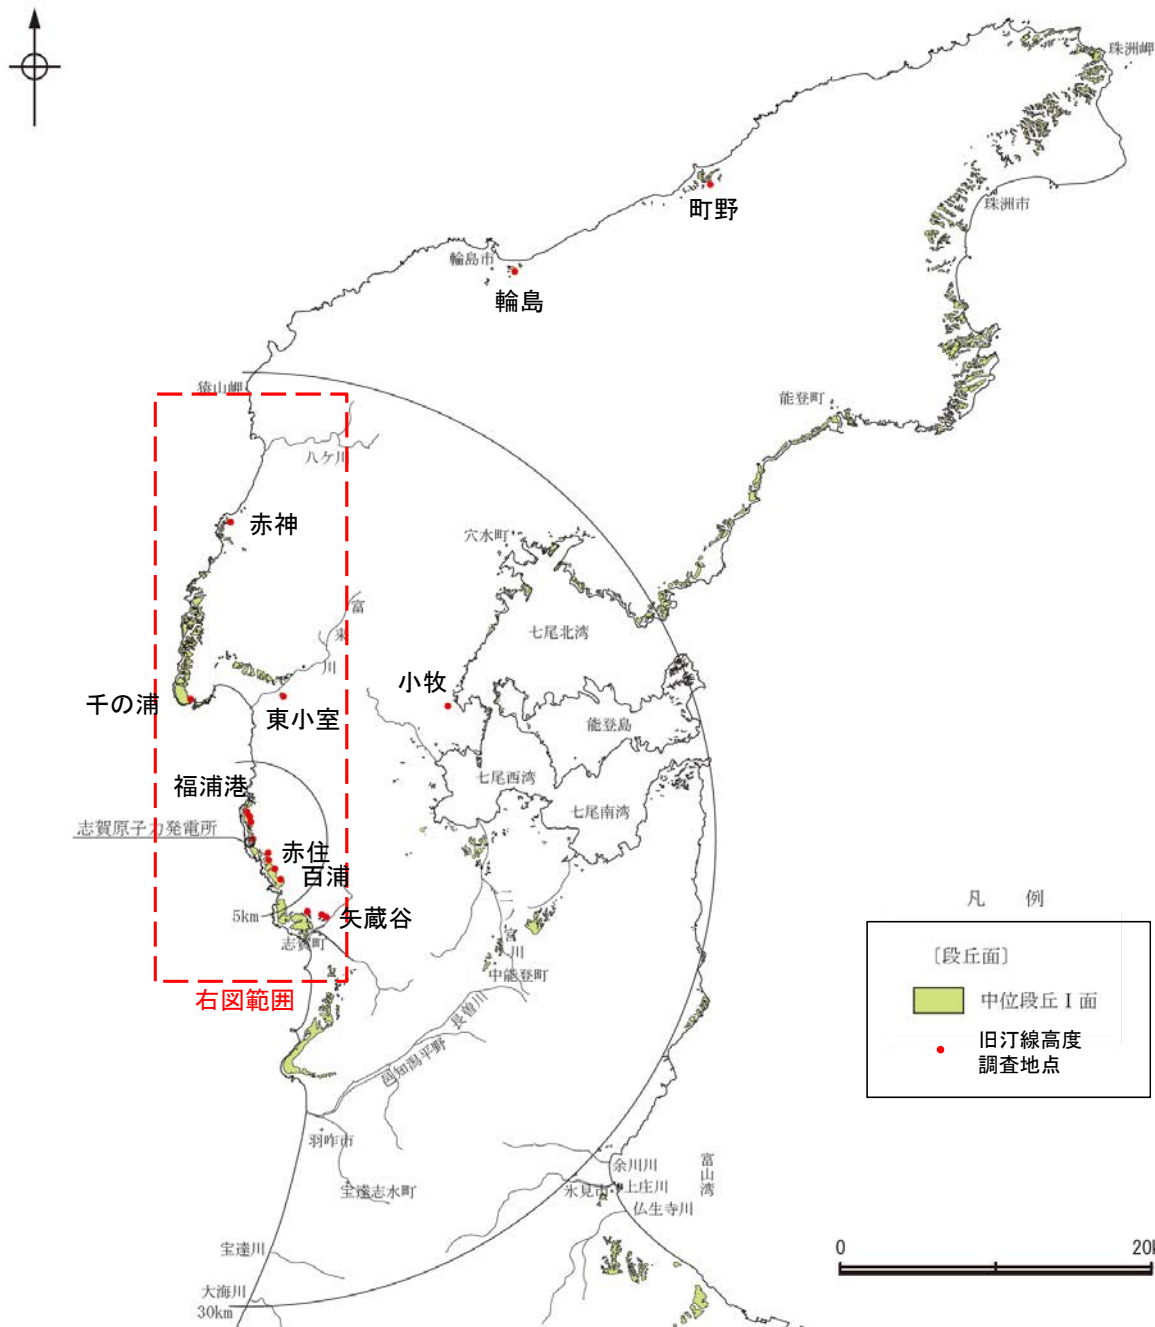 珠洲岬
町野
珠洲市
輪島市
輪島
猿山岬
能登町
八ケ川
赤神
穴水町
富来川
七尾北湾
小牧
千の浦
東小室
能登島
七尾西湾
福浦港
七尾南湾
志賀原子力発電所
赤住
百浦
二ノ宮川
5km
矢蔵谷
志賀町
中能登町
右図範囲
長曽川
邑知潟平野
凡 例
〔段丘面〕
中位段丘Ⅰ面
旧汀線高度
調査地点
羽咋市
余川川
富山湾
宝達志水町
氷見市
上庄川
仏生寺川
宝達川
大海川
30km
0
20k